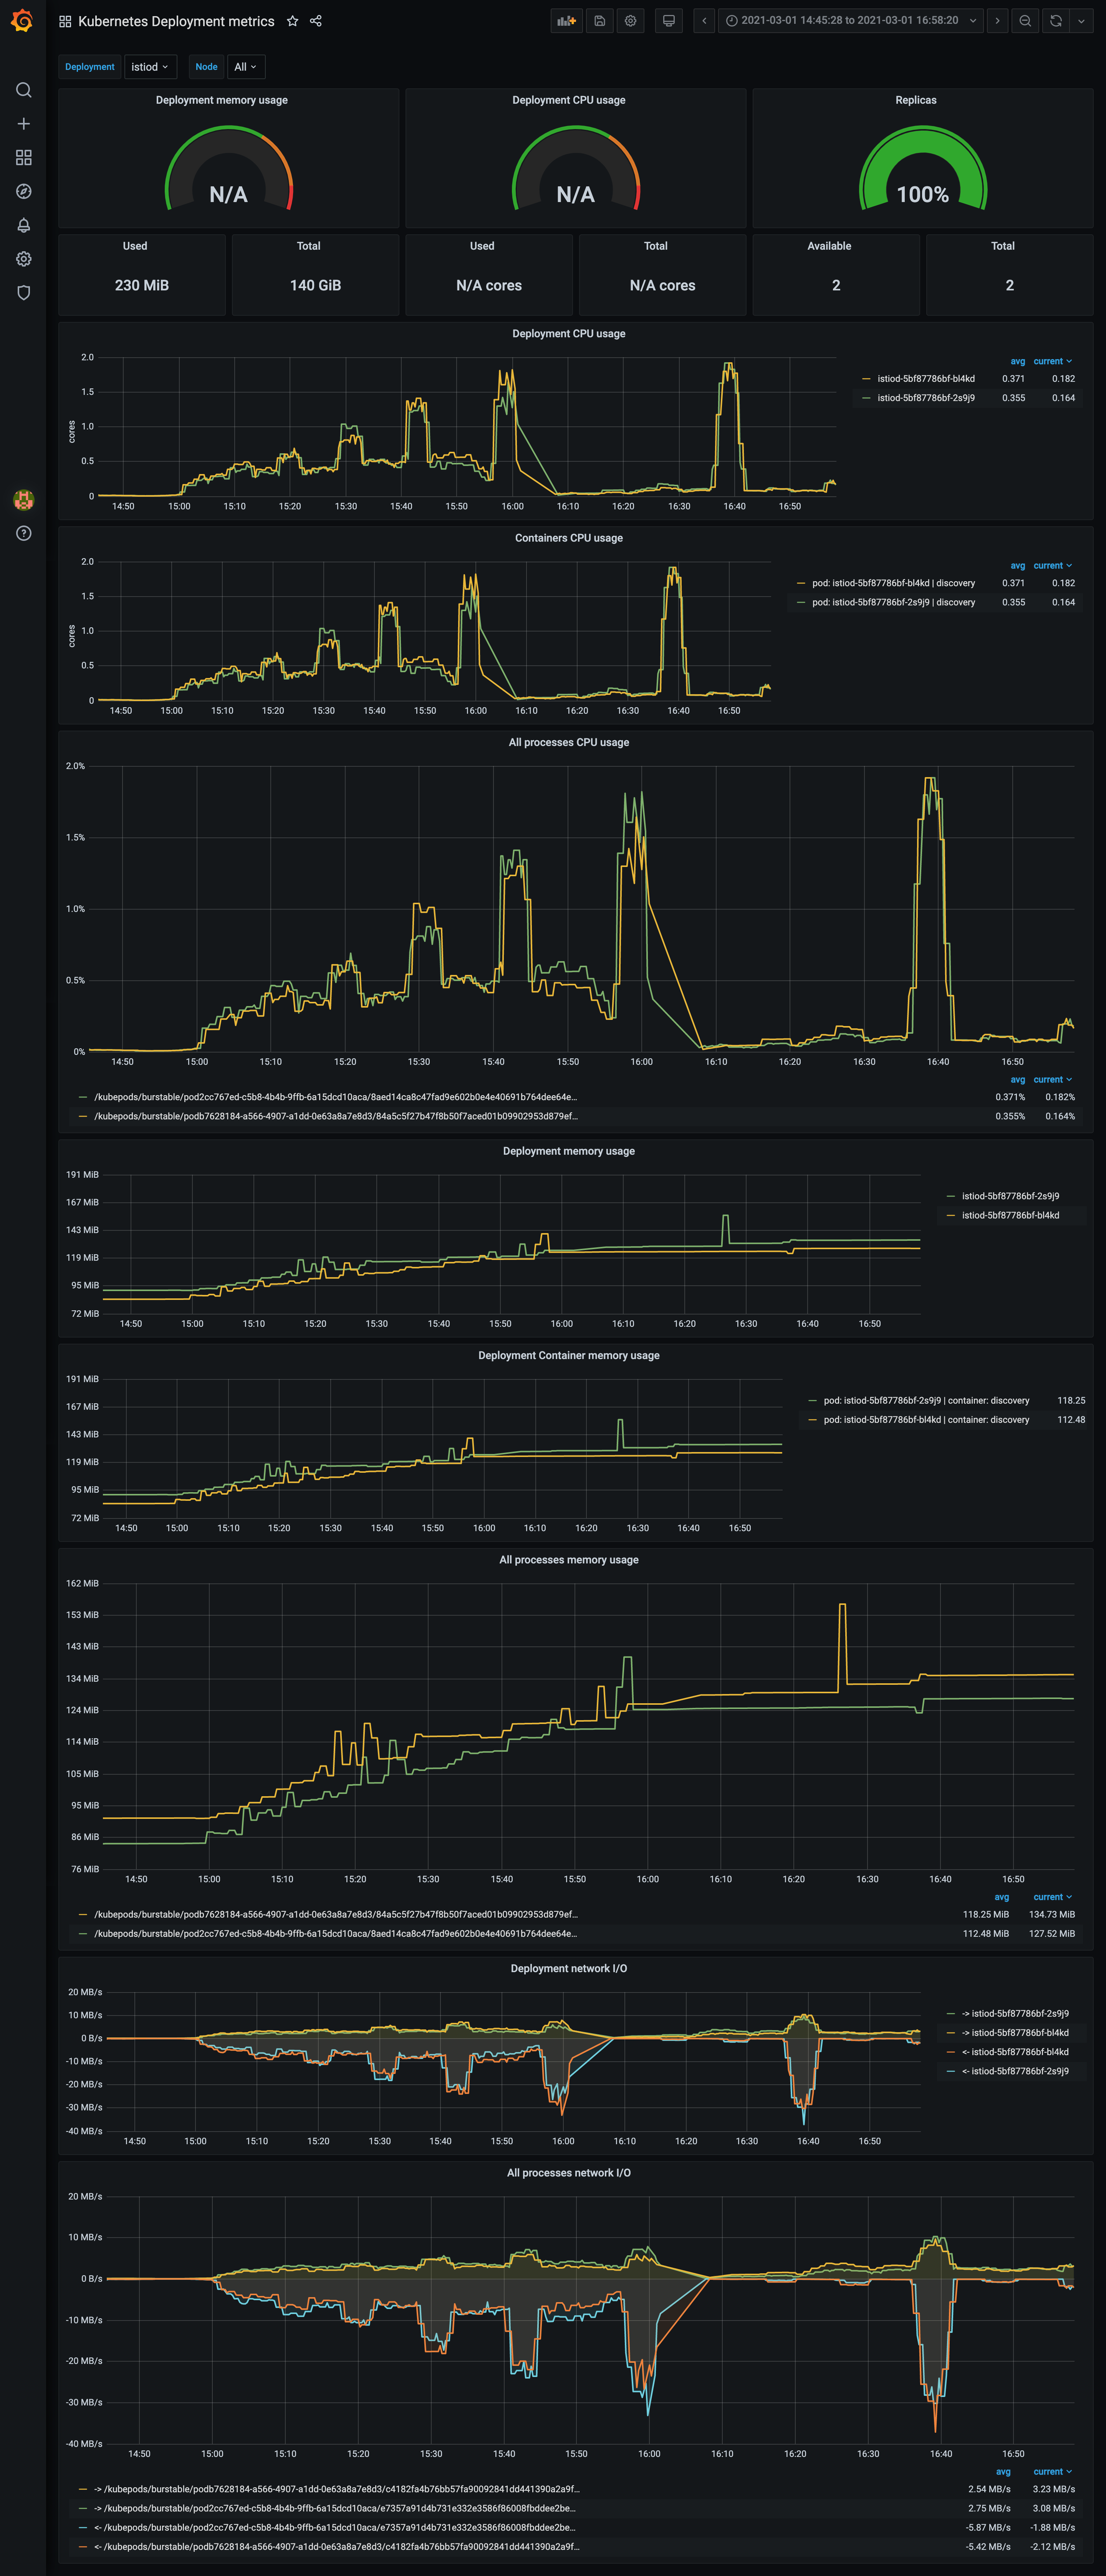 Kubernetes Deployment metrics
2021-03-01 14:45:28 to 2021-03-01 16:58:20
Deployment istiod Node All
Deployment memory usage Deployment CPU usage Replicas
N/A N/A 100%
Used Total Used Total Available Total
230 MiB 140 GiB N/A cores N/A cores 2 2
Deployment CPU usage
cores
2.0
1.5
1.0
0.5
0
14:50 15:00 15:10 15:20 15:30 15:40 15:50 16:00 16:10 16:20 16:30 16:40 16:50
avg current
istiod-5bf87786bf-bl4kd 0.371 0.182
istiod-5bf87786bf-2s9j9 0.355 0.164
Containers CPU usage
cores
2.0
1.5
1.0
0.5
0
14:50 15:00 15:10 15:20 15:30 15:40 15:50 16:00 16:10 16:20 16:30 16:40 16:50
avg current
pod: istiod-5bf87786bf-bl4kd | discovery 0.371 0.182
pod: istiod-5bf87786bf-2s9j9 | discovery 0.355 0.164
All processes CPU usage
2.0%
1.5%
1.0%
0.5%
0%
14:50 15:00 15:10 15:20 15:30 15:40 15:50 16:00 16:10 16:20 16:30 16:40 16:50
avg current
/kubepods/burstable/pod2cc767ed-c5b8-4b4b-9ffb-6a15dcd10aca/8aed14ca8c47fad9e602b0e4e40691b764dee64e… 0.371% 0.182%
/kubepods/burstable/podb7628184-a566-4907-a1dd-0e63a8a7e8d3/84a5c5f27b47f8b50f7aced01b09902953d879ef… 0.355% 0.164%
Deployment memory usage
191 MiB
167 MiB
143 MiB
119 MiB
95 MiB
72 MiB
14:50 15:00 15:10 15:20 15:30 15:40 15:50 16:00 16:10 16:20 16:30 16:40 16:50
istiod-5bf87786bf-2s9j9
istiod-5bf87786bf-bl4kd
Deployment Container memory usage
191 MiB
167 MiB
143 MiB
119 MiB
95 MiB
72 MiB
14:50 15:00 15:10 15:20 15:30 15:40 15:50 16:00 16:10 16:20 16:30 16:40 16:50
pod: istiod-5bf87786bf-2s9j9 | container: discovery 118.25
pod: istiod-5bf87786bf-bl4kd | container: discovery 112.48
All processes memory usage
162 MiB
153 MiB
143 MiB
134 MiB
124 MiB
114 MiB
105 MiB
95 MiB
86 MiB
76 MiB
14:50 15:00 15:10 15:20 15:30 15:40 15:50 16:00 16:10 16:20 16:30 16:40 16:50
avg current
/kubepods/burstable/podb7628184-a566-4907-a1dd-0e63a8a7e8d3/84a5c5f27b47f8b50f7aced01b09902953d879ef… 118.25 MiB 134.73 MiB
/kubepods/burstable/pod2cc767ed-c5b8-4b4b-9ffb-6a15dcd10aca/8aed14ca8c47fad9e602b0e4e40691b764dee64e… 112.48 MiB 127.52 MiB
Deployment network I/O
20 MB/s
10 MB/s
0 B/s
-10 MB/s
-20 MB/s
-30 MB/s
-40 MB/s
14:50 15:00 15:10 15:20 15:30 15:40 15:50 16:00 16:10 16:20 16:30 16:40 16:50
-> istiod-5bf87786bf-2s9j9
-> istiod-5bf87786bf-bl4kd
<- istiod-5bf87786bf-bl4kd
<- istiod-5bf87786bf-2s9j9
All processes network I/O
20 MB/s
10 MB/s
0 B/s
-10 MB/s
-20 MB/s
-30 MB/s
-40 MB/s
14:50 15:00 15:10 15:20 15:30 15:40 15:50 16:00 16:10 16:20 16:30 16:40 16:50
avg current
-> /kubepods/burstable/podb7628184-a566-4907-a1dd-0e63a8a7e8d3/c4182fa4b76bb57fa90092841dd441390a2a9f… 2.54 MB/s 3.23 MB/s
-> /kubepods/burstable/pod2cc767ed-c5b8-4b4b-9ffb-6a15dcd10aca/e7357a91d4b731e332e3586f86008fbddee2be… 2.75 MB/s 3.08 MB/s
<- /kubepods/burstable/pod2cc767ed-c5b8-4b4b-9ffb-6a15dcd10aca/e7357a91d4b731e332e3586f86008fbddee2be… -5.87 MB/s -1.88 MB/s
<- /kubepods/burstable/podb7628184-a566-4907-a1dd-0e63a8a7e8d3/c4182fa4b76bb57fa90092841dd441390a2a9f… -5.42 MB/s -2.12 MB/s